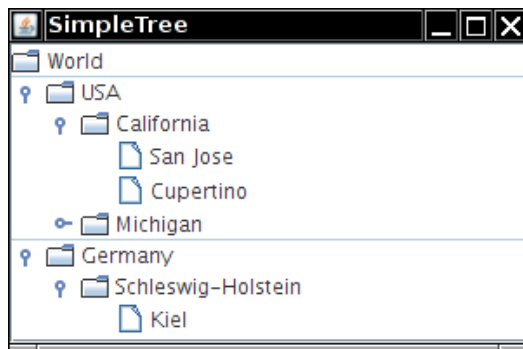 SimpleTree
World
USA
California
San Jose
Cupertino
Michigan
Germany
Schleswig-Holstein
Kiel